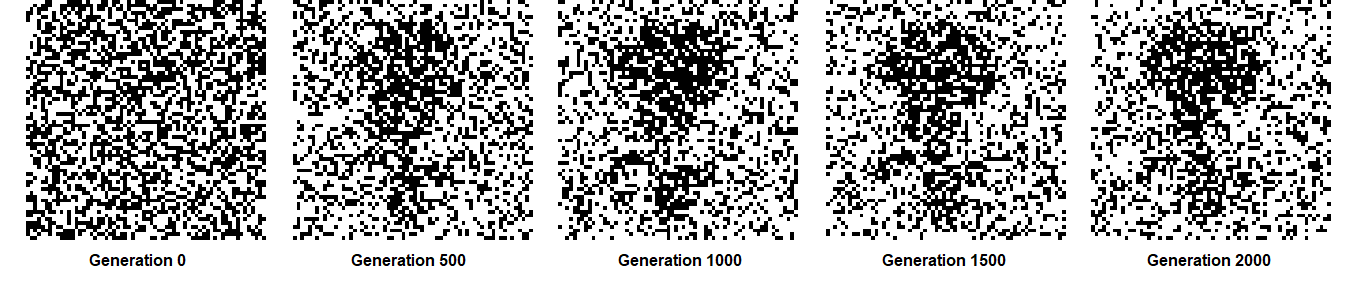 Generation 0
Generation 500
Generation 1000
Generation 1500
Generation 2000